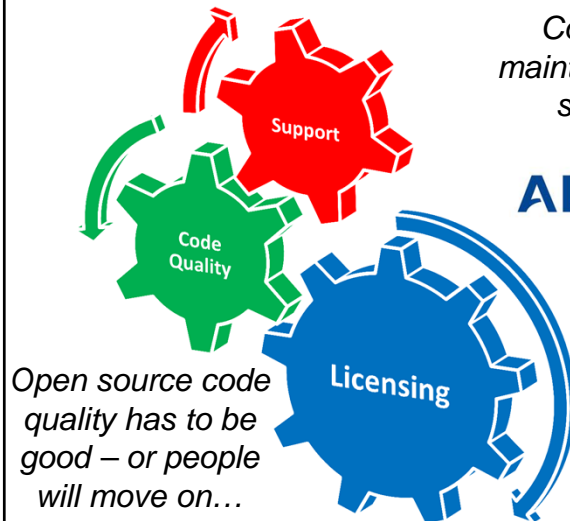 Support
Code
Quality
Licensing
Open source code
quality has to be
good – or people
will move on…